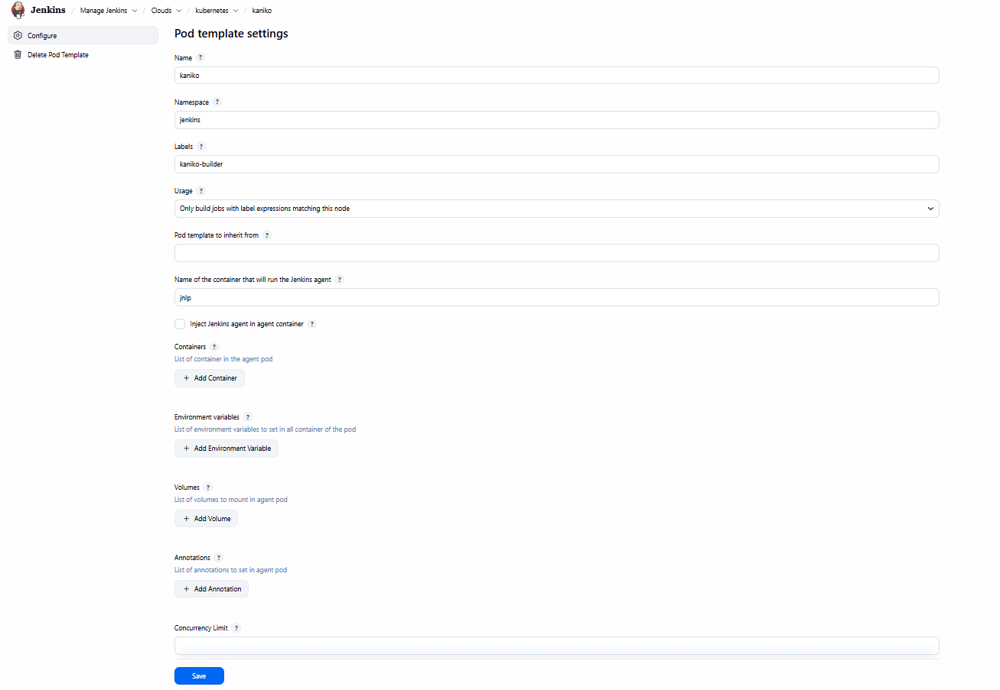 Jenkins / Manage Jenkins / Clouds / kubernetes / kaniko
Configure
Delete Pod Template
Pod template settings
Name ?
kaniko
Namespace ?
jenkins
Labels ?
kaniko-builder
Usage ?
Only build jobs with label expressions matching this node
Pod template to inherit from ?
Name of the container that will run the Jenkins agent ?
jnlp
Inject Jenkins agent in agent container ?
Containers ?
List of container in the agent pod
+ Add Container
Environment variables ?
List of environment variables to set in all container of the pod
+ Add Environment Variable
Volumes ?
List of volumes to mount in agent pod
+ Add Volume
Annotations ?
List of annotations to set in agent pod
+ Add Annotation
Concurrency Limit ?
Save